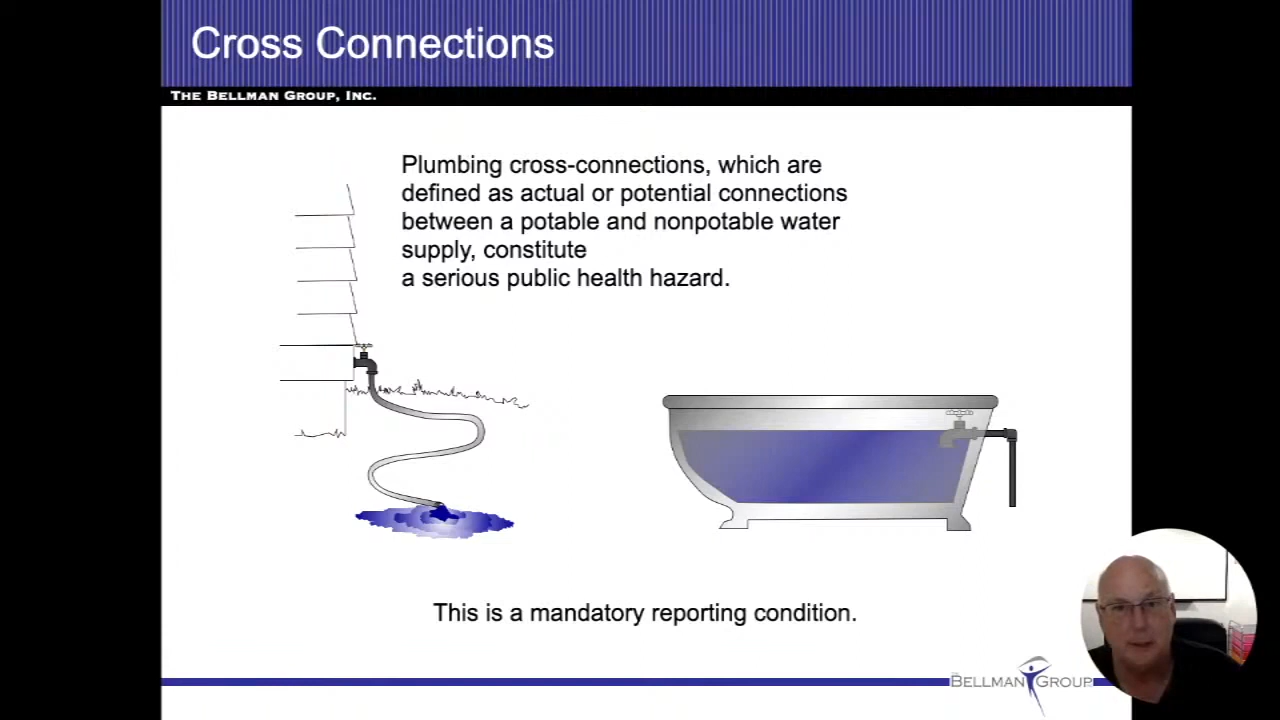 Cross Connections
THE BELLMAN GROUP, INC.
Plumbing cross-connections, which are
defined as actual or potential connections
between a potable and nonpotable water
supply, constitute
a serious public health hazard.
This is a mandatory reporting condition.
THE BELLMAN GROUP